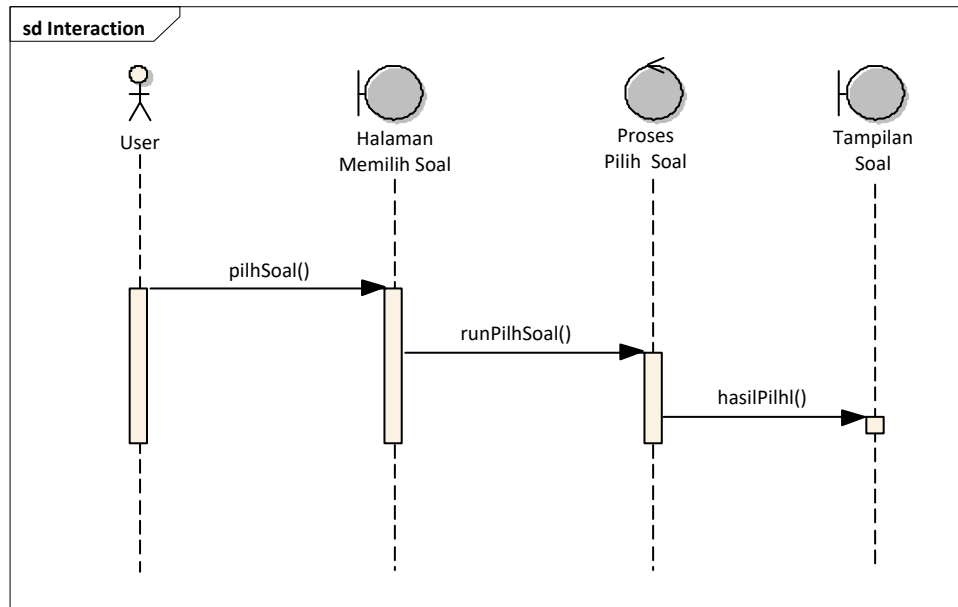 sd Interaction
User
Halaman
Memilih Soal
Proses
Pilih Soal
Tampilan
Soal
pilhSoal()
runPilhSoal()
hasilPilhl()